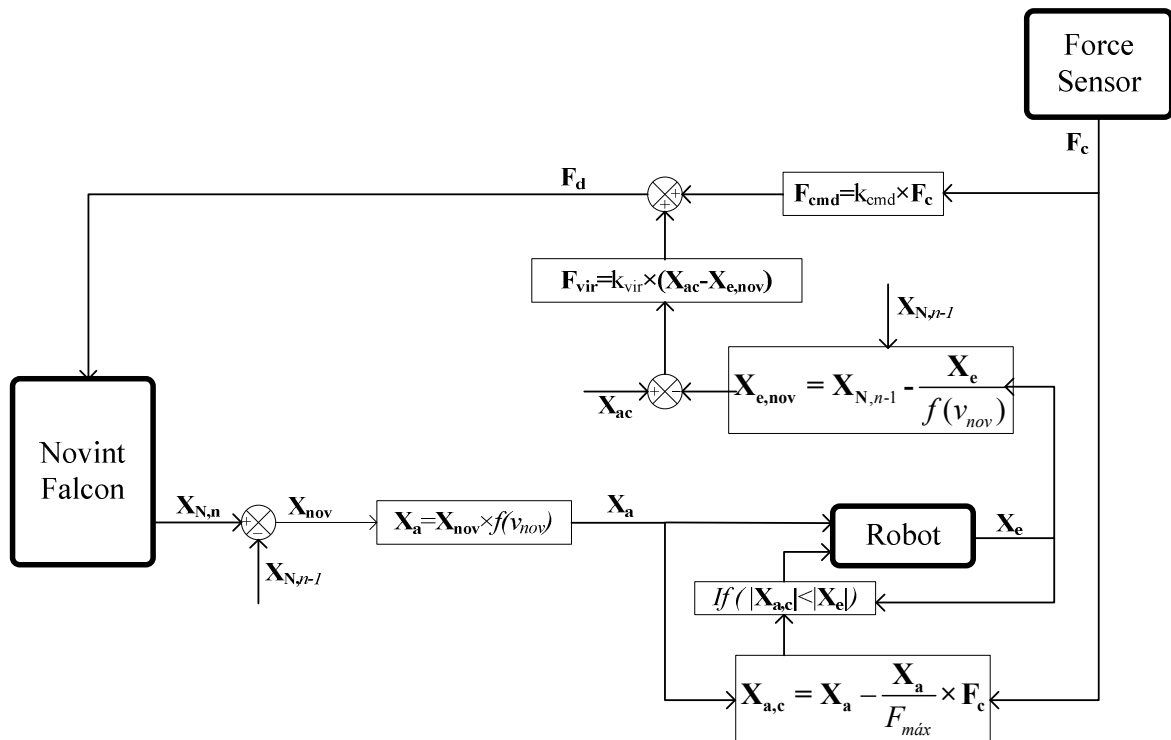 Force
Sensor
F_c
F_d
+
+
F_cmd=k_cmd×F_c
F_vir=k_vir×(X_ac-X_e,nov)
X_N,n-1
X_ac
+
-
X_e,nov = X_N,n-1 - X_e / f(v_nov)
Novint
Falcon
X_N,n
+
-
X_nov
X_N,n-1
X_a=X_nov×f(v_nov)
X_a
Robot
X_e
If ( |X_a,c|<|X_e|)
X_a,c = X_a - X_a / F_máx × F_c